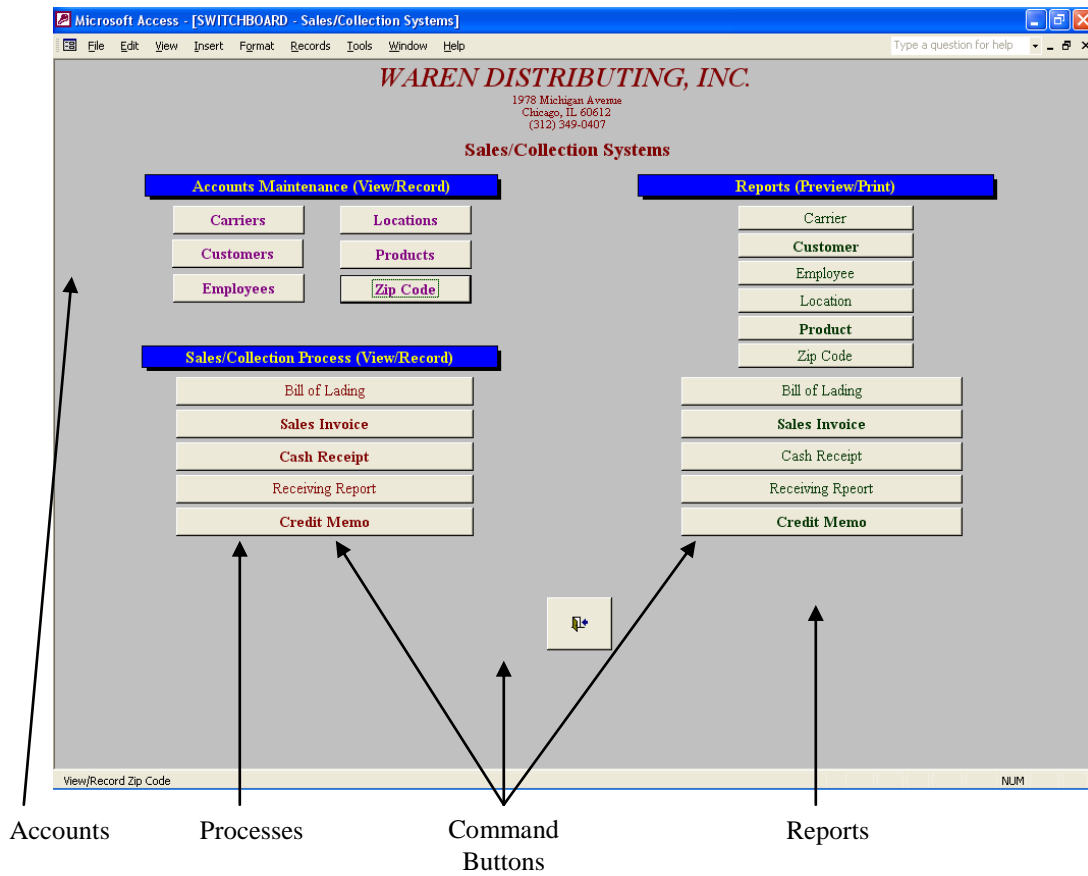 Microsoft Access - [SWITCHBOARD - Sales/Collection Systems]
File Edit View Insert Format Records Tools Window Help Type a question for help
WAREN DISTRIBUTING, INC.
1978 Michigan Avenue
Chicago, IL 60612
(312) 349-0407
Sales/Collection Systems
Accounts Maintenance (View/Record)
Carriers Locations
Customers Products
Employees Zip Code
Sales/Collection Process (View/Record)
Bill of Lading
Sales Invoice
Cash Receipt
Receiving Report
Credit Memo
Reports (Preview/Print)
Carrier
Customer
Employee
Location
Product
Zip Code
Bill of Lading
Sales Invoice
Cash Receipt
Receiving Rpeort
Credit Memo
View/Record Zip Code NUM
Accounts Processes Command Reports
Buttons